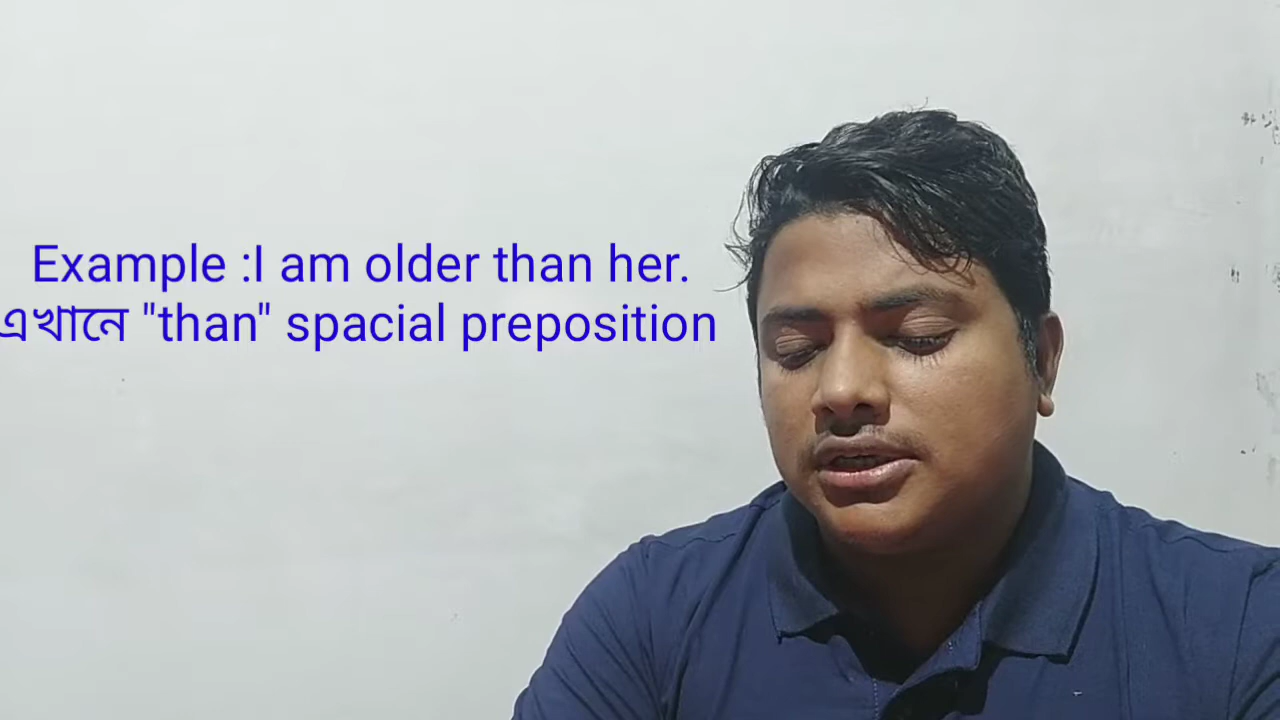 Example :I am older than her.
এখানে "than" spacial preposition